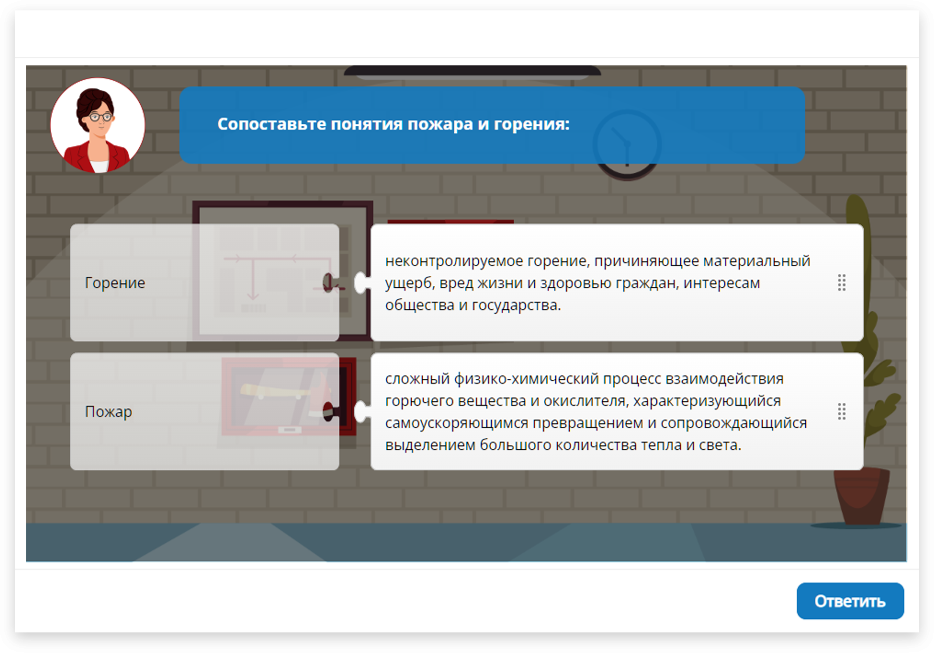 Сопоставьте понятия пожара и горения:
Горение
неконтролируемое горение, причиняющее материальный
ущерб, вред жизни и здоровью граждан, интересам
общества и государства.
Пожар
сложный физико-химический процесс взаимодействия
горючего вещества и окислителя, характеризующийся
самоускоряющимся превращением и сопровождающийся
выделением большого количества тепла и света.
Ответить